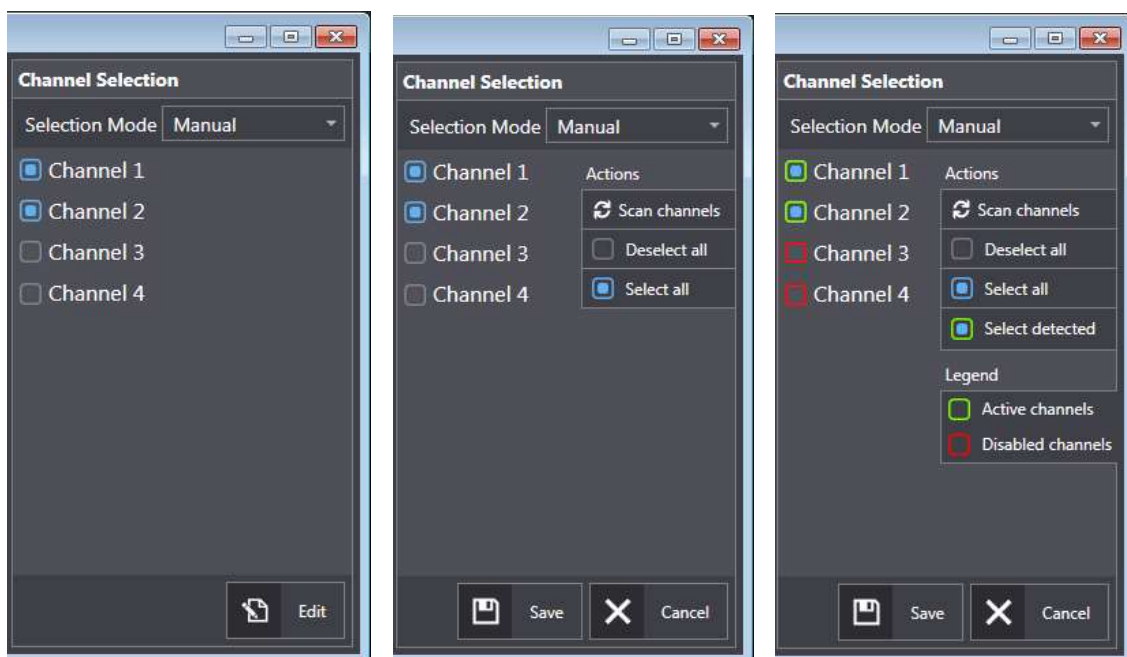 Channel Selection
Selection Mode Manual
Channel 1
Channel 2
Channel 3
Channel 4
Edit
Channel Selection
Selection Mode Manual
Channel 1
Channel 2
Channel 3
Channel 4
Actions
Scan channels
Deselect all
Select all
Save Cancel
Channel Selection
Selection Mode Manual
Channel 1
Channel 2
Channel 3
Channel 4
Actions
Scan channels
Deselect all
Select all
Select detected
Legend
Active channels
Disabled channels
Save Cancel